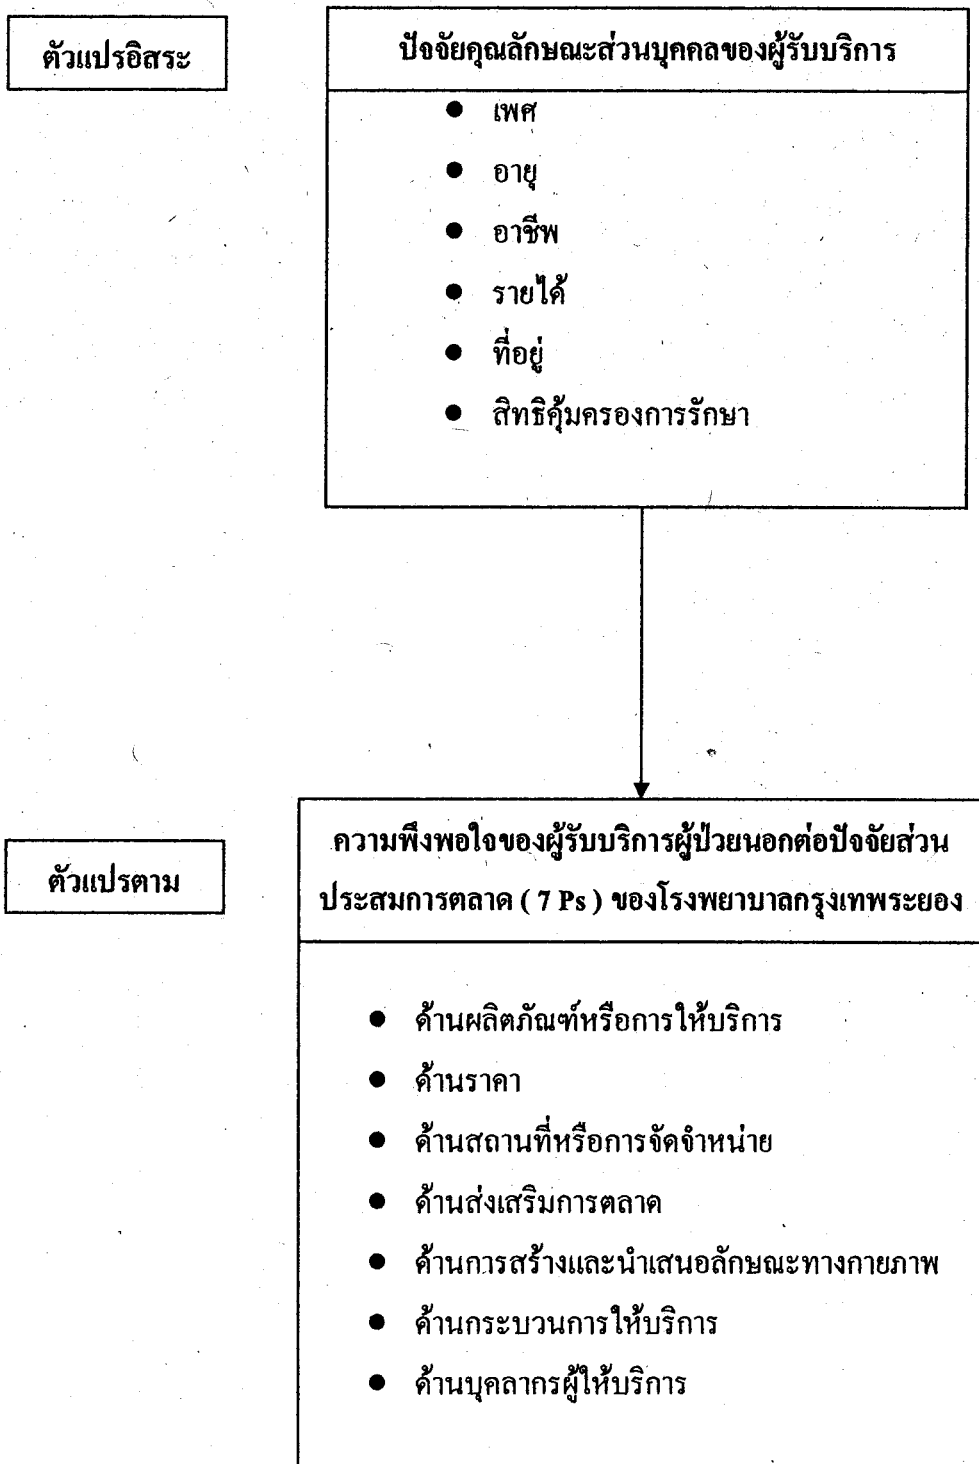 ตัวแปรอิสระ
ปัจจัยคุณลักษณะส่วนบุคคลของผู้รับบริการ
● เพศ
● อายุ
● อาชีพ
● รายได้
● ที่อยู่
● สิทธิคุ้มครองการรักษา
ตัวแปรตาม
ความพึงพอใจของผู้รับบริการผู้ป่วยนอกต่อปัจจัยส่วน
ประสมการตลาด ( 7 Ps ) ของโรงพยาบาลกรุงเทพระยอง
● ด้านผลิตภัณฑ์หรือการให้บริการ
● ด้านราคา
● ด้านสถานที่หรือการจัดจำหน่าย
● ด้านส่งเสริมการตลาด
● ด้านการสร้างและนำเสนอลักษณะทางกายภาพ
● ด้านกระบวนการให้บริการ
● ด้านบุคลากรผู้ให้บริการ